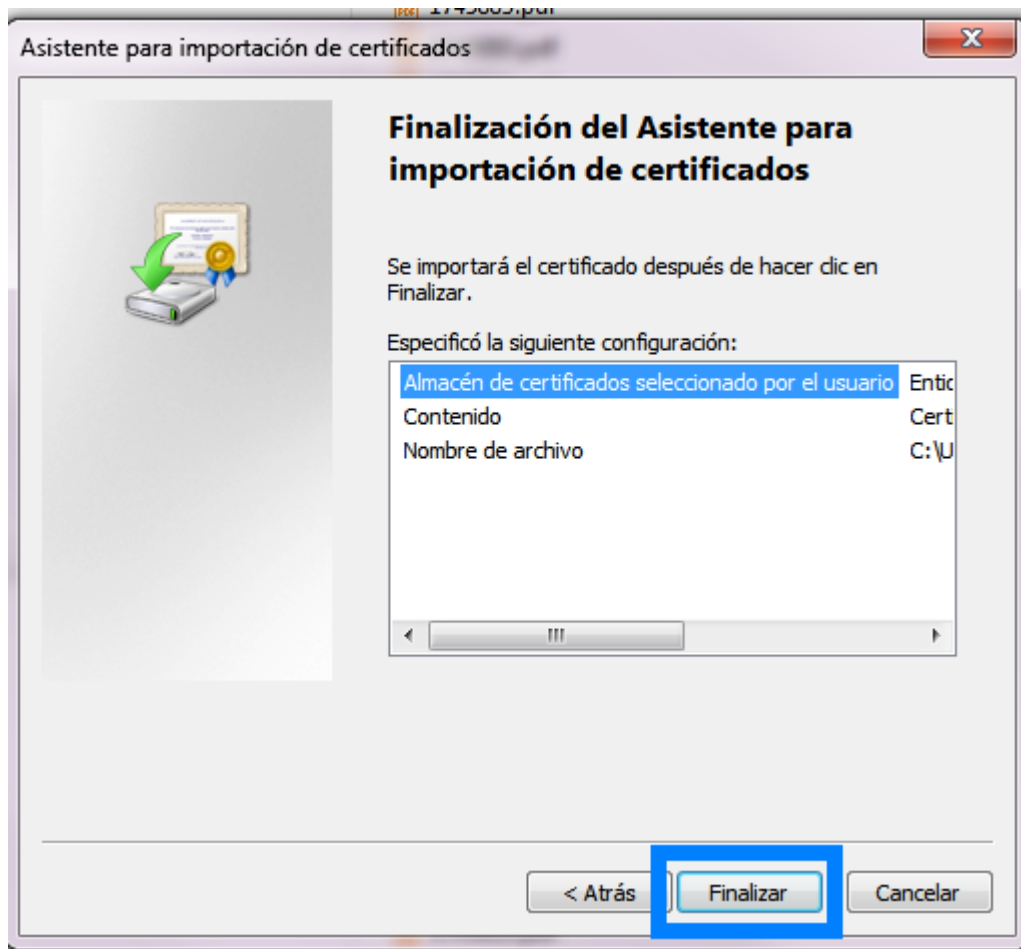 Asistente para importación de certificados
Finalización del Asistente para
importación de certificados
Se importará el certificado después de hacer clic en
Finalizar.
Especificó la siguiente configuración:
Almacén de certificados seleccionado por el usuario Entic
Contenido Cert
Nombre de archivo C:\U
< Atrás Finalizar Cancelar